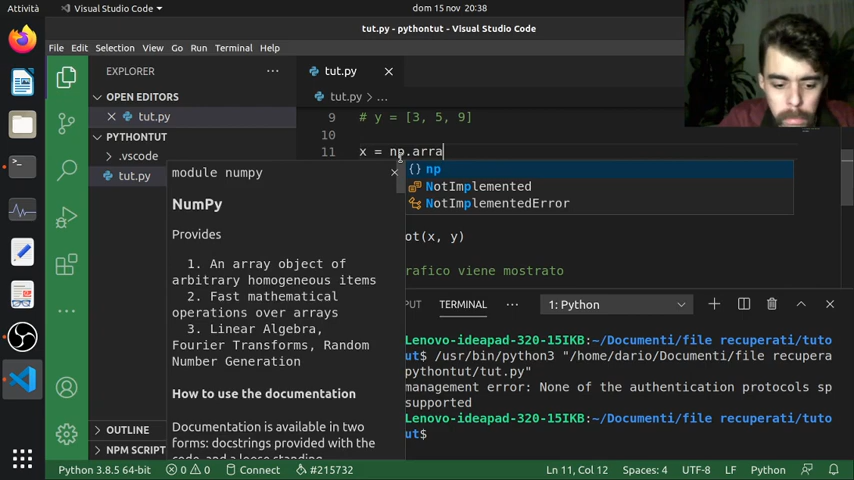 Attività
Visual Studio Code
dom 15 nov 20:38
tut.py - pythontut - Visual Studio Code
File Edit Selection View Go Run Terminal Help
EXPLORER
OPEN EDITORS
tut.py
PYTHONTUT
.vscode
tut.py
OUTLINE
NPM SCRIPT
tut.py
tut.py > ...
9 # y = [3, 5, 9]
10
11 x = np.arra
np
NotImplemented
NotImplementedError
ot(x, y)
rafico viene mostrato
module numpy
NumPy
Provides
1. An array object of
arbitrary homogeneous items
2. Fast mathematical
operations over arrays
3. Linear Algebra,
Fourier Transforms, Random
Number Generation
How to use the documentation
Documentation is available in two
forms: docstrings provided with the
code, and a loose standing
PUT TERMINAL ... 1: Python
Lenovo-ideapad-320-15IKB:~/Documenti/file recuperati/tuto
ut$ /usr/bin/python3 "/home/dario/Documenti/file recupera
pythontut/tut.py"
management error: None of the authentication protocols sp
supported
Lenovo-ideapad-320-15IKB:~/Documenti/file recuperati/tuto
ut$
Python 3.8.5 64-bit 0 0 Connect #215732 Ln 11, Col 12 Spaces: 4 UTF-8 LF Python